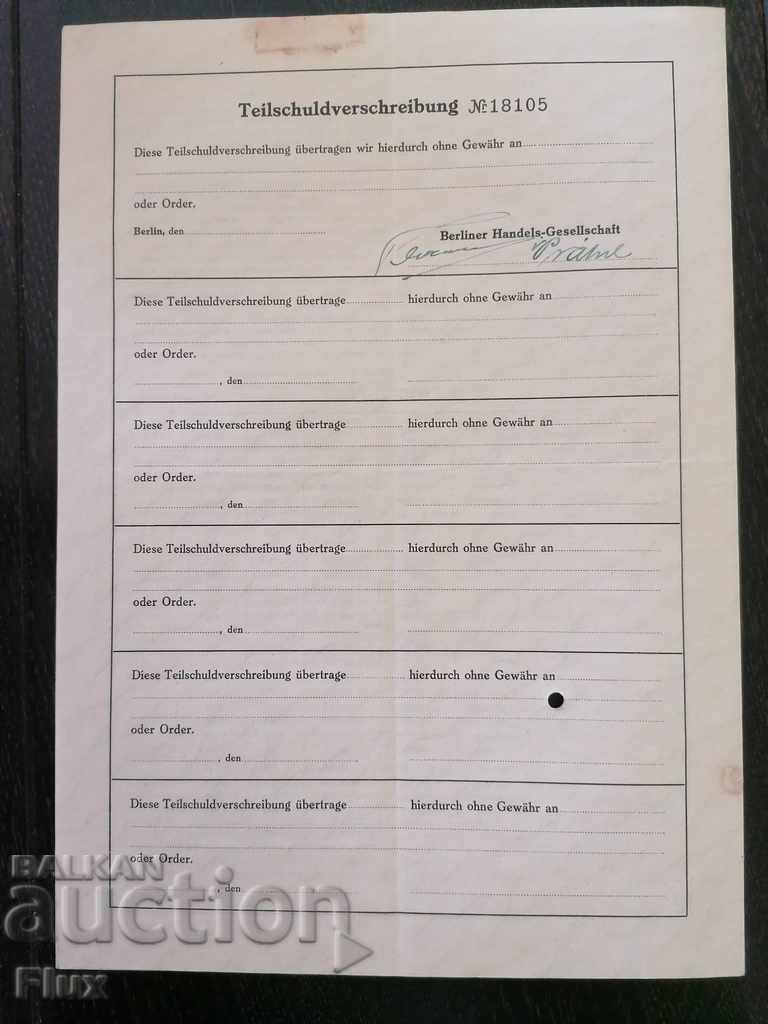 Teilschuldverschreibung № 18105
Diese Teilschuldverschreibung übertragen wir hierdurch ohne Gewähr an
oder Order.
Berlin, den
Berliner Handels-Gesellschaft
Diese Teilschuldverschreibung übertrage hierdurch ohne Gewähr an
oder Order.
, den
Diese Teilschuldverschreibung übertrage hierdurch ohne Gewähr an
oder Order.
, den
Diese Teilschuldverschreibung übertrage hierdurch ohne Gewähr an
oder Order.
, den
Diese Teilschuldverschreibung übertrage hierdurch ohne Gewähr an
oder Order.
, den
Diese Teilschuldverschreibung übertrage hierdurch ohne Gewähr an
oder Order.
, den
BALKAN
auction
Flux